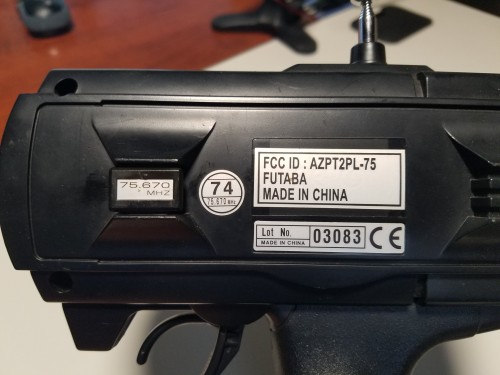 75.670
MHZ
74
75.670 MHz
FCC ID : AZPT2PL-75
FUTABA
MADE IN CHINA
Lot No.
MADE IN CHINA
03083
CE